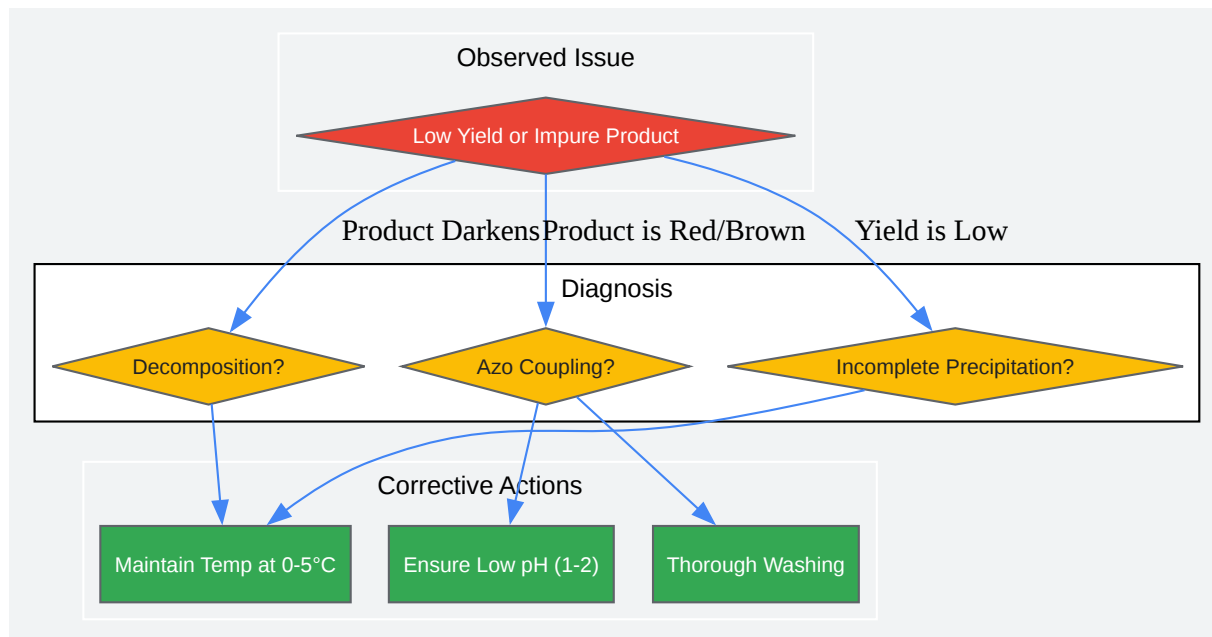 Observed Issue
Low Yield or Impure Product
Product Darkens
Product is Red/Brown
Yield is Low
Diagnosis
Decomposition?
Azo Coupling?
Incomplete Precipitation?
Corrective Actions
Maintain Temp at 0-5°C
Ensure Low pH (1-2)
Thorough Washing